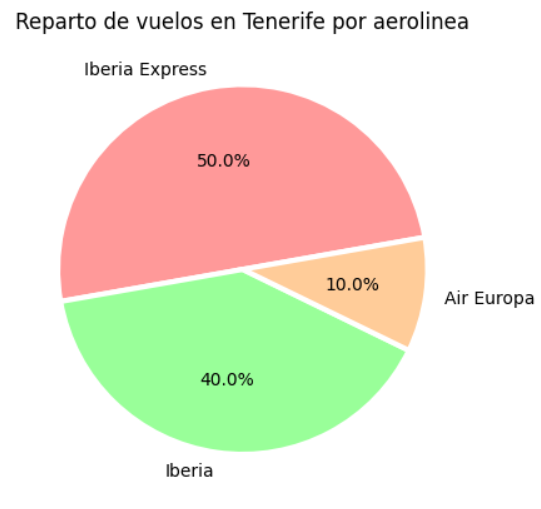 Reparto de vuelos en Tenerife por aerolinea
Iberia Express
50.0%
10.0%
Air Europa
40.0%
Iberia